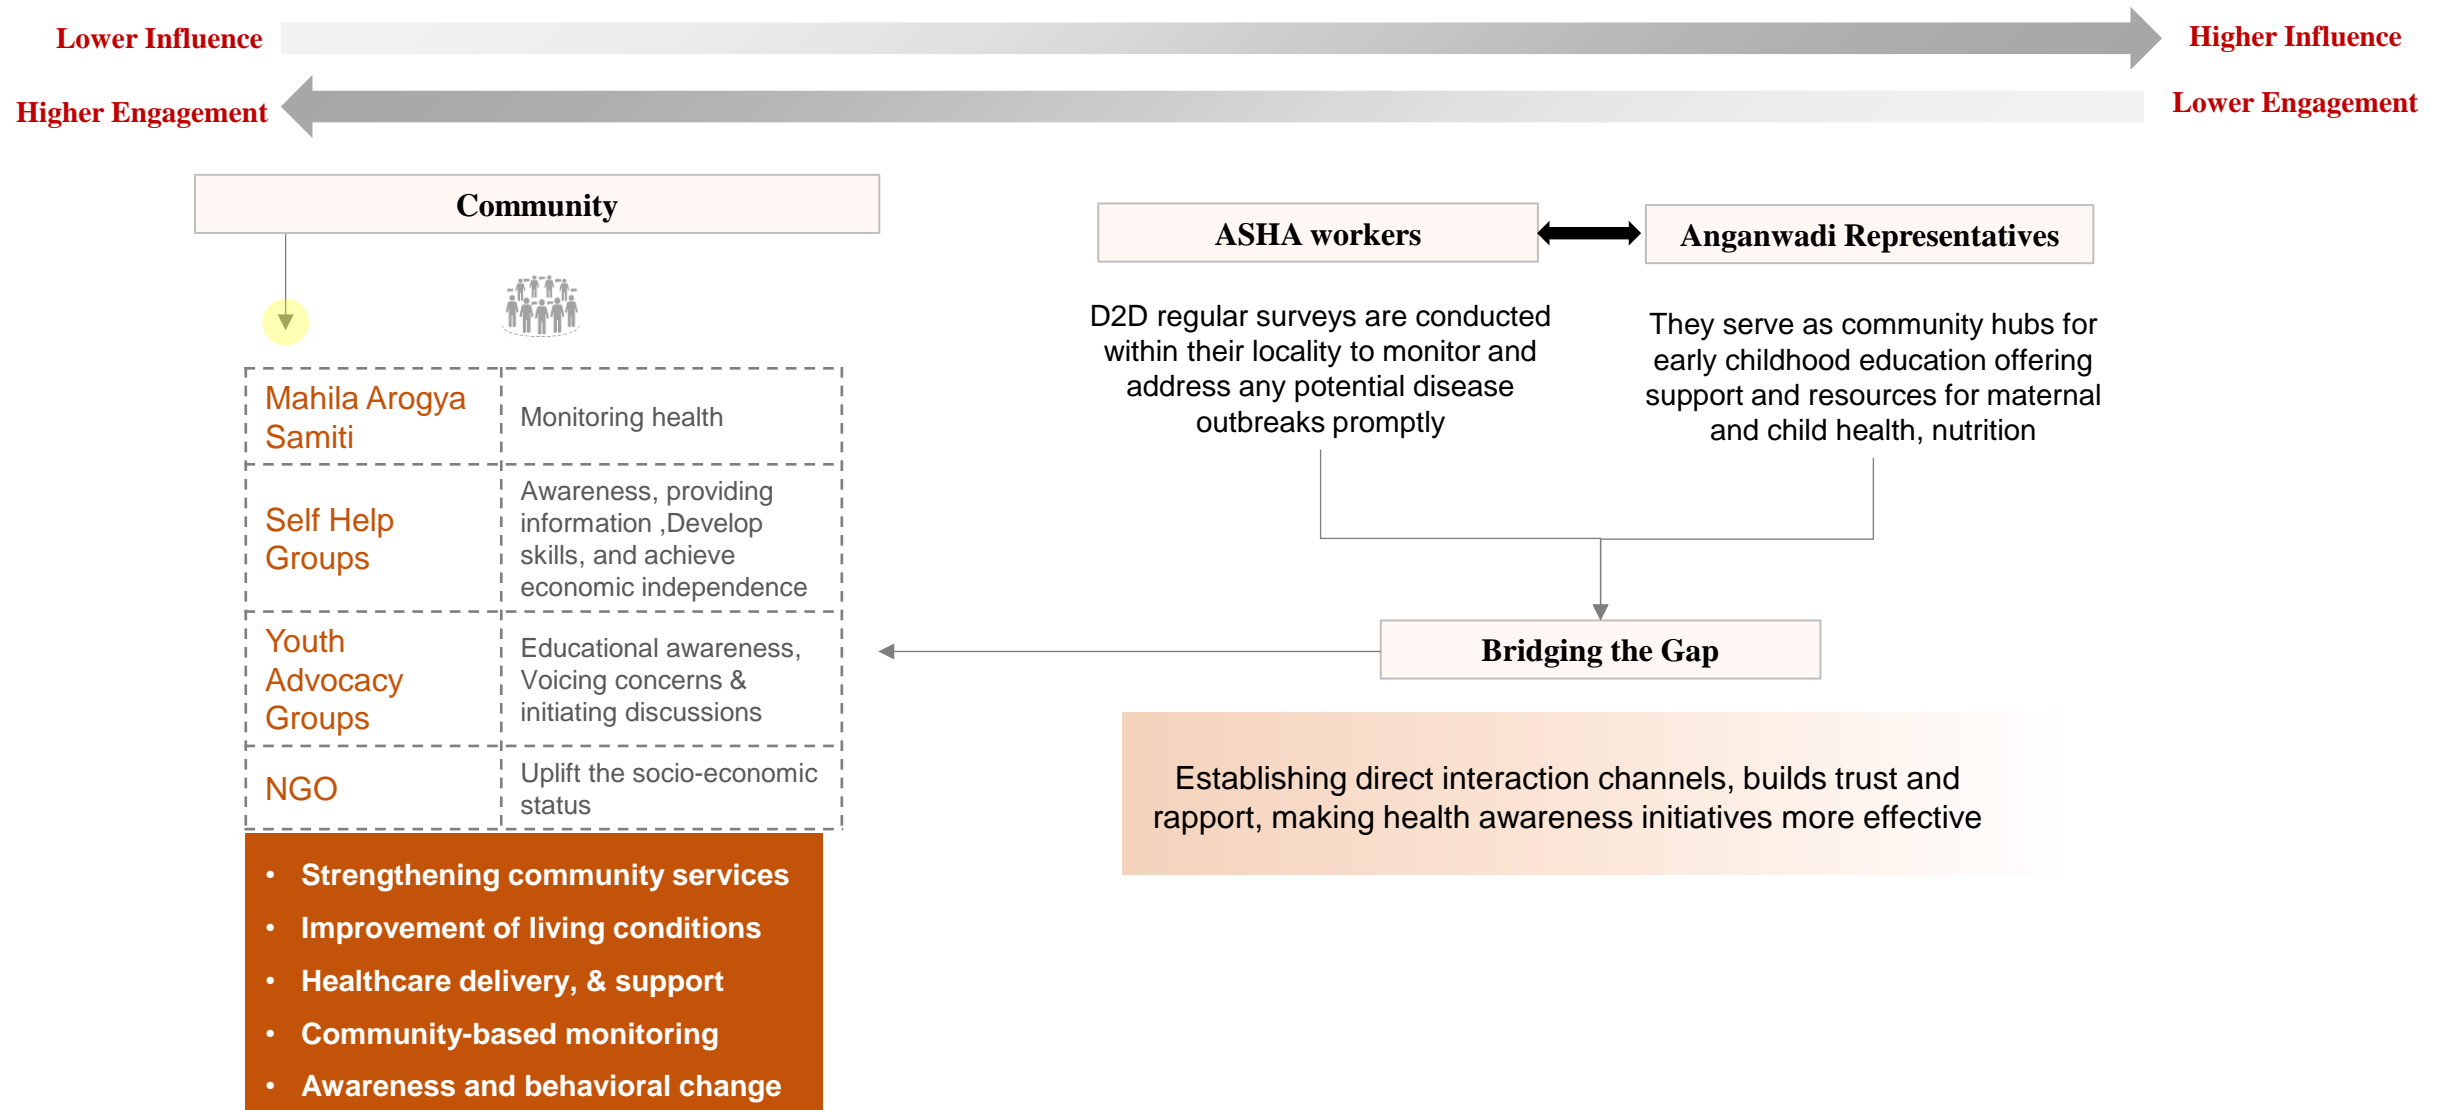 Lower Influence
Higher Influence
Higher Engagement
Lower Engagement
Community
Mahila Arogya
Samiti
Monitoring health
Self Help
Groups
Awareness, providing
information ,Develop
skills, and achieve
economic independence
Youth
Advocacy
Groups
Educational awareness,
Voicing concerns &
initiating discussions
NGO
Uplift the socio-economic
status
• Strengthening community services
• Improvement of living conditions
• Healthcare delivery, & support
• Community-based monitoring
• Awareness and behavioral change
ASHA workers
D2D regular surveys are conducted
within their locality to monitor and
address any potential disease
outbreaks promptly
Anganwadi Representatives
They serve as community hubs for
early childhood education offering
support and resources for maternal
and child health, nutrition
Bridging the Gap
Establishing direct interaction channels, builds trust and
rapport, making health awareness initiatives more effective